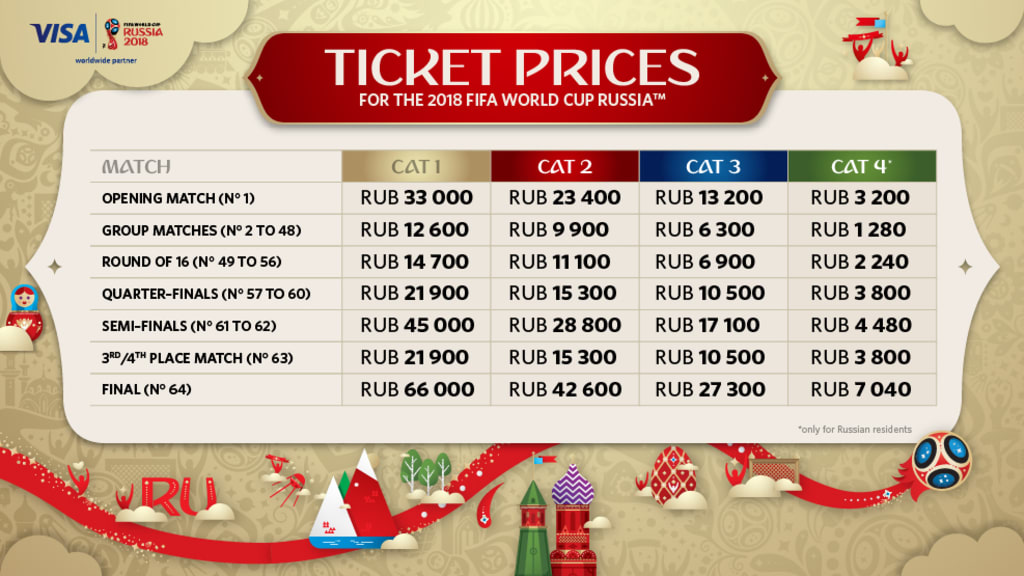 VISA
FIFA WORLD CUP
RUSSIA
2018
worldwide partner
TICKET PRICES
FOR THE 2018 FIFA WORLD CUP RUSSIA™
MATCH CAT 1 CAT 2 CAT 3 CAT 4*
OPENING MATCH (Nº 1) RUB 33 000 RUB 23 400 RUB 13 200 RUB 3 200
GROUP MATCHES (Nº 2 TO 48) RUB 12 600 RUB 9 900 RUB 6 300 RUB 1 280
ROUND OF 16 (Nº 49 TO 56) RUB 14 700 RUB 11 100 RUB 6 900 RUB 2 240
QUARTER-FINALS (Nº 57 TO 60) RUB 21 900 RUB 15 300 RUB 10 500 RUB 3 800
SEMI-FINALS (Nº 61 TO 62) RUB 45 000 RUB 28 800 RUB 17 100 RUB 4 480
3RD/4TH PLACE MATCH (Nº 63) RUB 21 900 RUB 15 300 RUB 10 500 RUB 3 800
FINAL (Nº 64) RUB 66 000 RUB 42 600 RUB 27 300 RUB 7 040
*only for Russian residents
RU